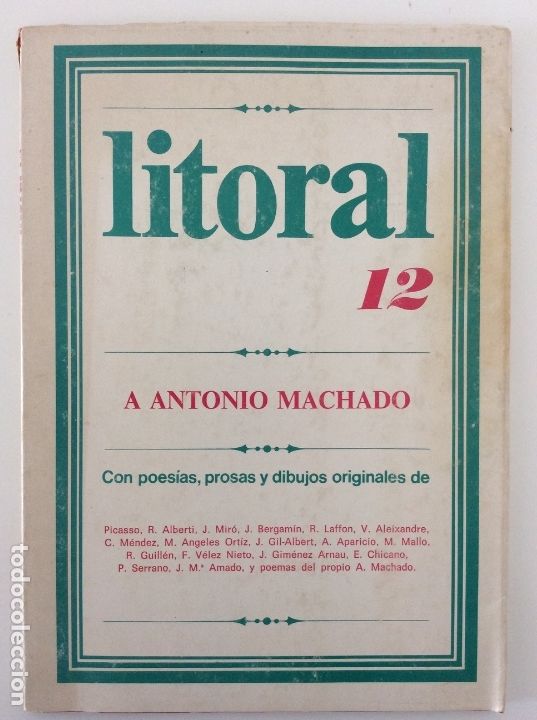 litoral
12
A ANTONIO MACHADO
Con poesías, prosas y dibujos originales de
Picasso, R. Alberti, J. Miró, J. Bergamín, R. Laffon, V. Aleixandre,
C. Méndez, M. Angeles Ortíz, J. Gil-Albert, A. Aparicio, M. Mallo,
R. Guillén, F. Vélez Nieto, J. Giménez Arnau, E. Chicano,
P. Serrano, J. M.ª Amado, y poemas del propio A. Machado.
todocoleccion